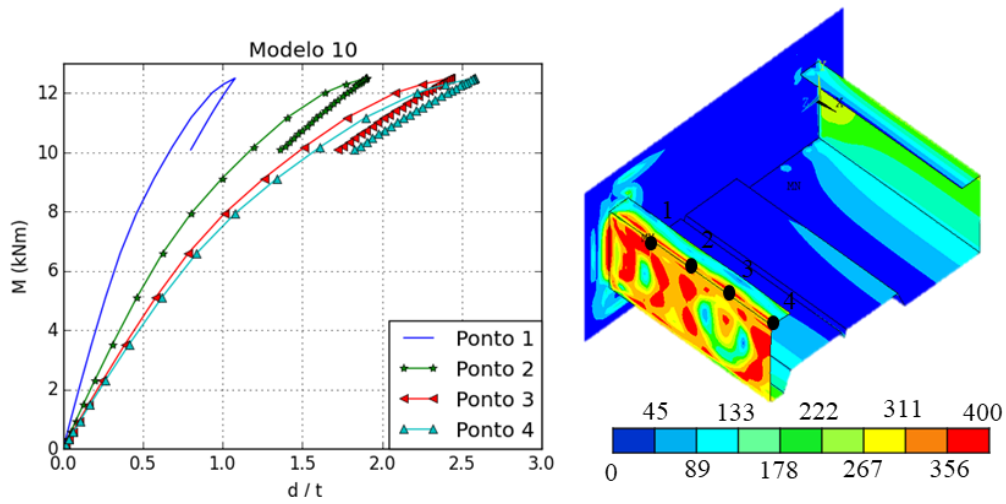 Modelo 10
M (kNm)
12
10
8
6
4
2
0
0.0 0.5 1.0 1.5 2.0 2.5 3.0
d / t
Ponto 1
Ponto 2
Ponto 3
Ponto 4
Z X
MX
1
2
3
4
45 133 222 311 400
0 89 178 267 356